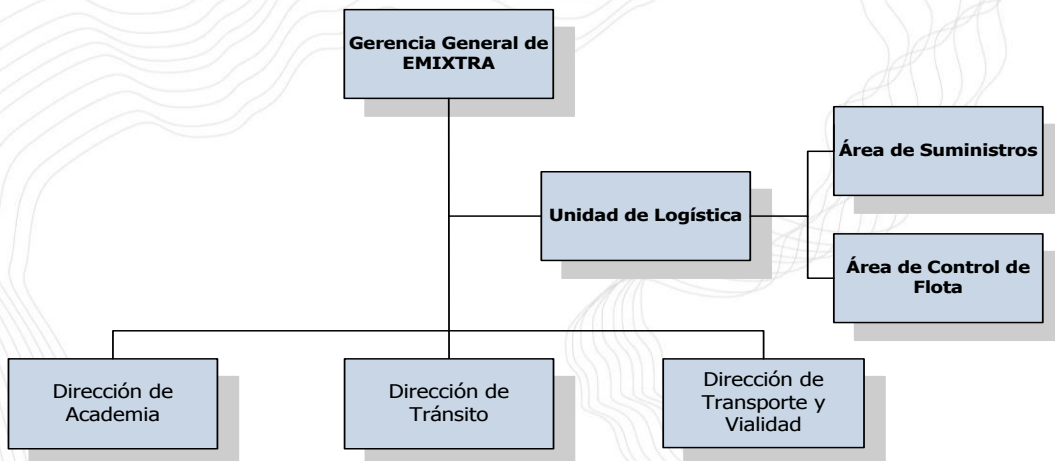 Gerencia General de
EMIXTRA
Área de Suministros
Unidad de Logística
Área de Control de
Flota
Dirección de
Academia
Dirección de
Tránsito
Dirección de
Transporte y
Vialidad